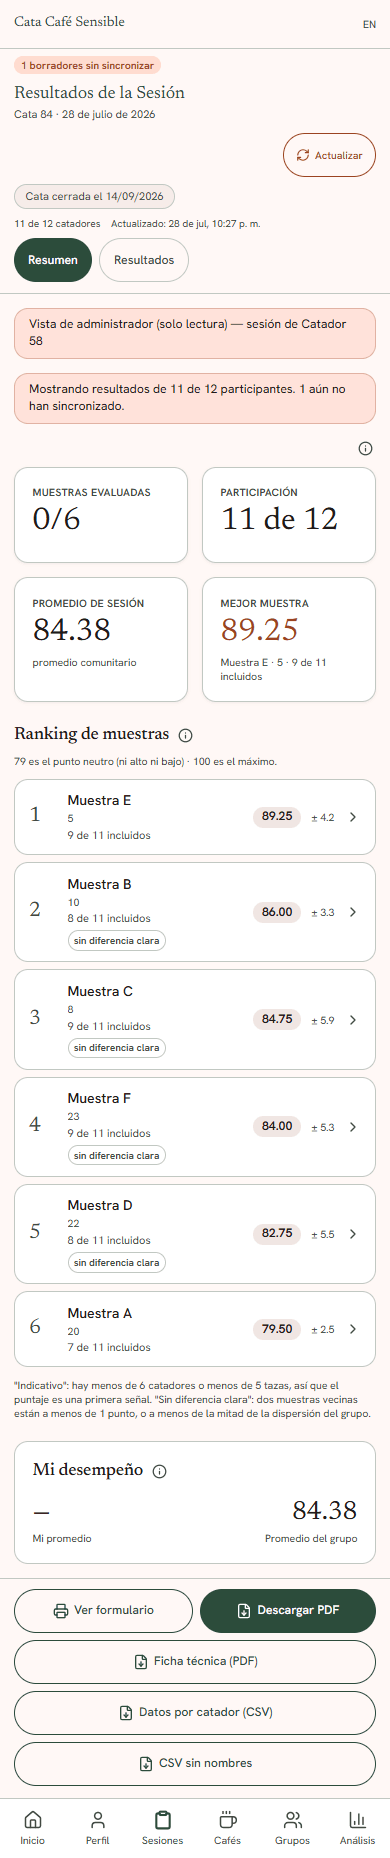 Cata Café Sensible
EN
1 borradores sin sincronizar
Resultados de la Sesión
Cata 84 · 28 de julio de 2026
Actualizar
Cata cerrada el 14/09/2026
11 de 12 catadores Actualizado: 28 de jul, 10:27 p. m.
Resumen
Resultados
Vista de administrador (solo lectura) — sesión de Catador
58
Mostrando resultados de 11 de 12 participantes. 1 aún no
han sincronizado.
MUESTRAS EVALUADAS
0/6
PARTICIPACIÓN
11 de 12
PROMEDIO DE SESIÓN
84.38
promedio comunitario
MEJOR MUESTRA
89.25
Muestra E · 5 · 9 de 11
incluidos
Ranking de muestras
79 es el punto neutro (ni alto ni bajo) · 100 es el máximo.
1
Muestra E
5
9 de 11 incluidos
89.25 ± 4.2
2
Muestra B
10
8 de 11 incluidos
sin diferencia clara
86.00 ± 3.3
3
Muestra C
8
9 de 11 incluidos
sin diferencia clara
84.75 ± 5.9
4
Muestra F
23
9 de 11 incluidos
sin diferencia clara
84.00 ± 5.3
5
Muestra D
22
8 de 11 incluidos
sin diferencia clara
82.75 ± 5.5
6
Muestra A
20
7 de 11 incluidos
79.50 ± 2.5
"Indicativo": hay menos de 6 catadores o menos de 5 tazas, así que el
puntaje es una primera señal. "Sin diferencia clara": dos muestras vecinas
están a menos de 1 punto, o a menos de la mitad de la dispersión del grupo.
Mi desempeño
—
84.38
Mi promedio
Promedio del grupo
Ver formulario
Descargar PDF
Ficha técnica (PDF)
Datos por catador (CSV)
CSV sin nombres
Inicio
Perfil
Sesiones
Cafés
Grupos
Análisis